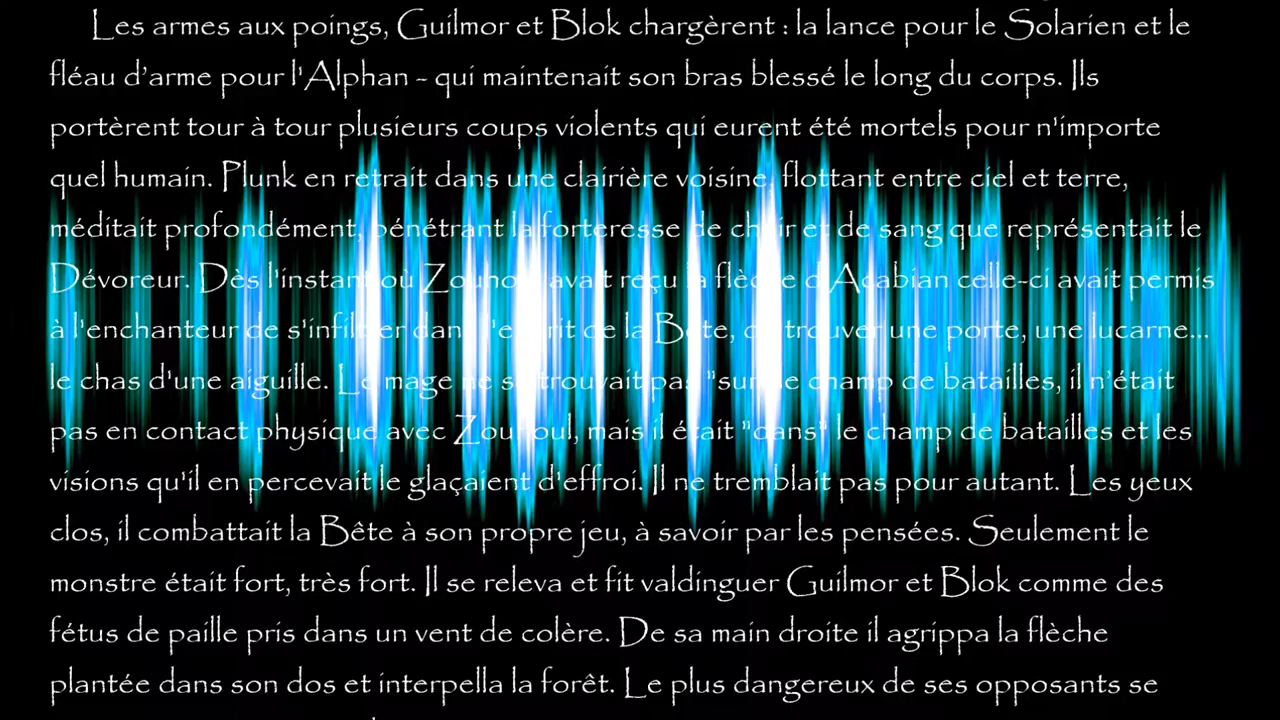 Les armes aux poings, Guilmor et Blok chargèrent : la lance pour le Solarien et le
fléau d'arme pour l'Alphan - qui maintenait son bras blessé le long du corps. Ils
portèrent tour à tour plusieurs coups violents qui eurent été mortels pour n'importe
quel humain. Plunk en retrait dans une clairière voisine, flottant entre ciel et terre,
méditait profondément, pénétrant la forteresse de chair et de sang que représentait le
Dévoreur. Dès l'instant où Zouhoul avait reçu la flèche d'Acabian celle-ci avait permis
à l'enchanteur de s'infiltrer dans l'esprit de la Bête, de trouver une porte, une lucarne...
le chas d'une aiguille. Le mage ne se trouvait pas "sur" le champ de batailles, il n'était
pas en contact physique avec Zouhoul, mais il était "dans" le champ de batailles et les
visions qu'il en percevait le glaçaient d'effroi. Il ne tremblait pas pour autant. Les yeux
clos, il combattait la Bête à son propre jeu, à savoir par les pensées. Seulement le
monstre était fort, très fort. Il se releva et fit valdinguer Guilmor et Blok comme des
fétus de paille pris dans un vent de colère. De sa main droite il agrippa la flèche
plantée dans son dos et interpella la forêt. Le plus dangereux de ses opposants se